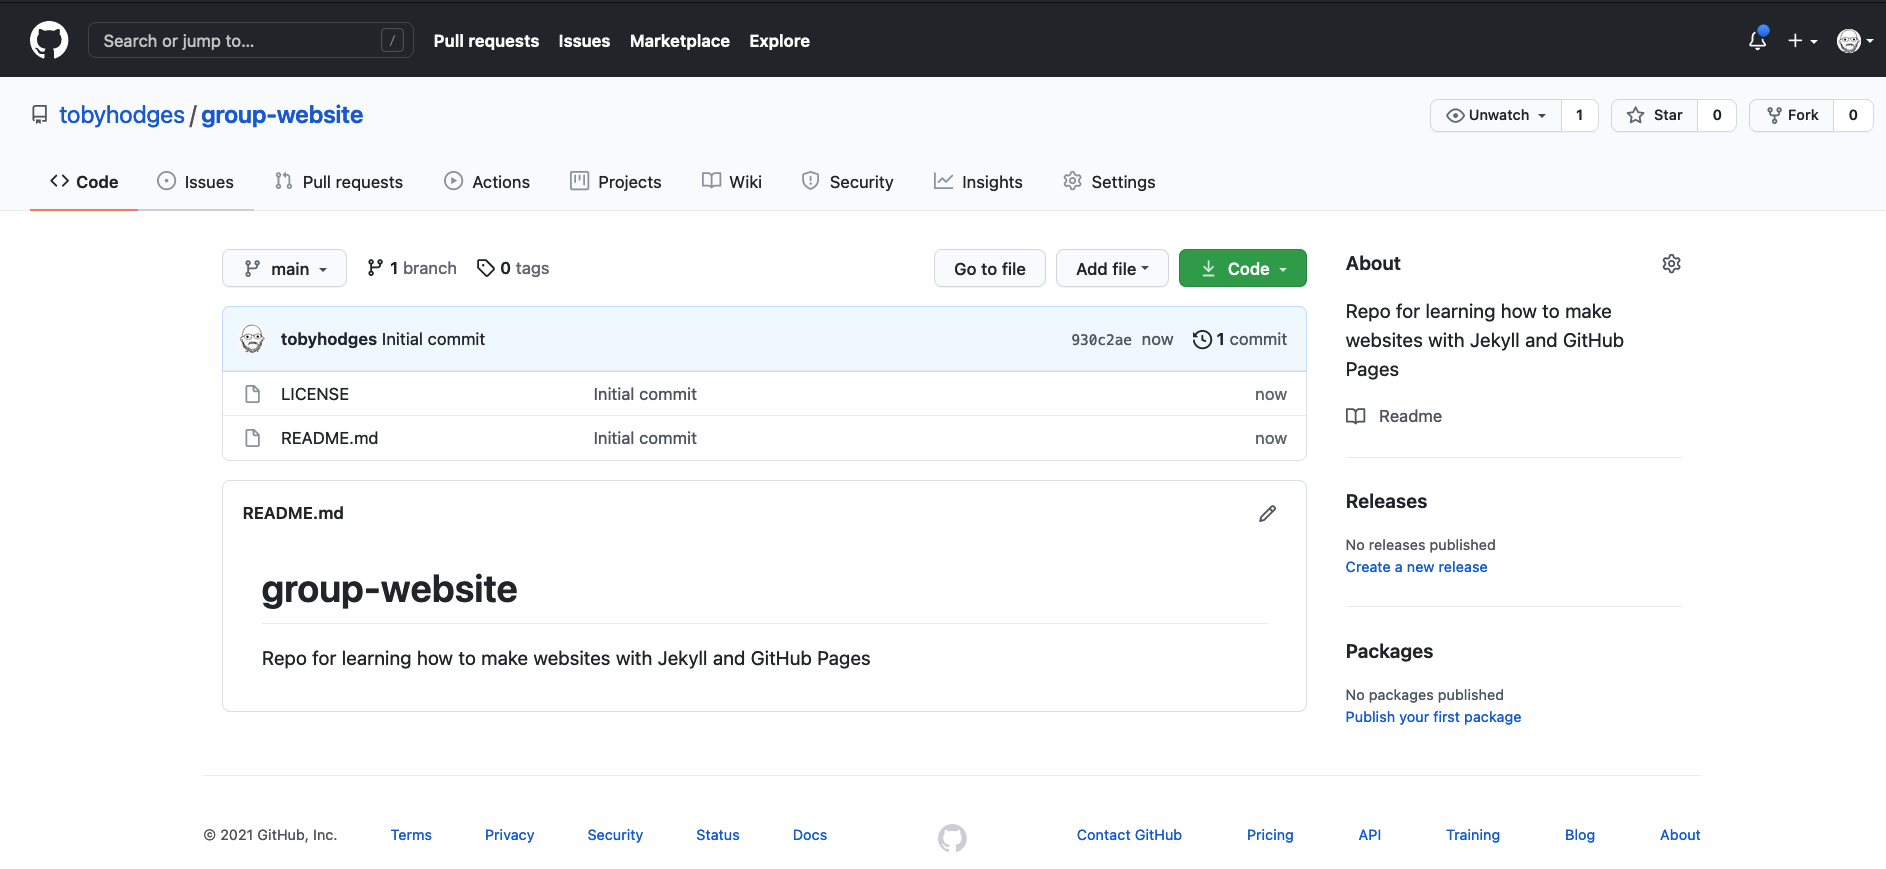 Search or jump to... /
Pull requests Issues Marketplace Explore
tobyhodges / group-website
Unwatch 1 Star 0 Fork 0
Code Issues Pull requests Actions Projects Wiki Security Insights Settings
main 1 branch 0 tags
Go to file Add file Code
tobyhodges Initial commit 930c2ae now 1 commit
LICENSE Initial commit now
README.md Initial commit now
README.md
group-website
Repo for learning how to make websites with Jekyll and GitHub Pages
About
Repo for learning how to make
websites with Jekyll and GitHub
Pages
Readme
Releases
No releases published
Create a new release
Packages
No packages published
Publish your first package
© 2021 GitHub, Inc. Terms Privacy Security Status Docs Contact GitHub Pricing API Training Blog About